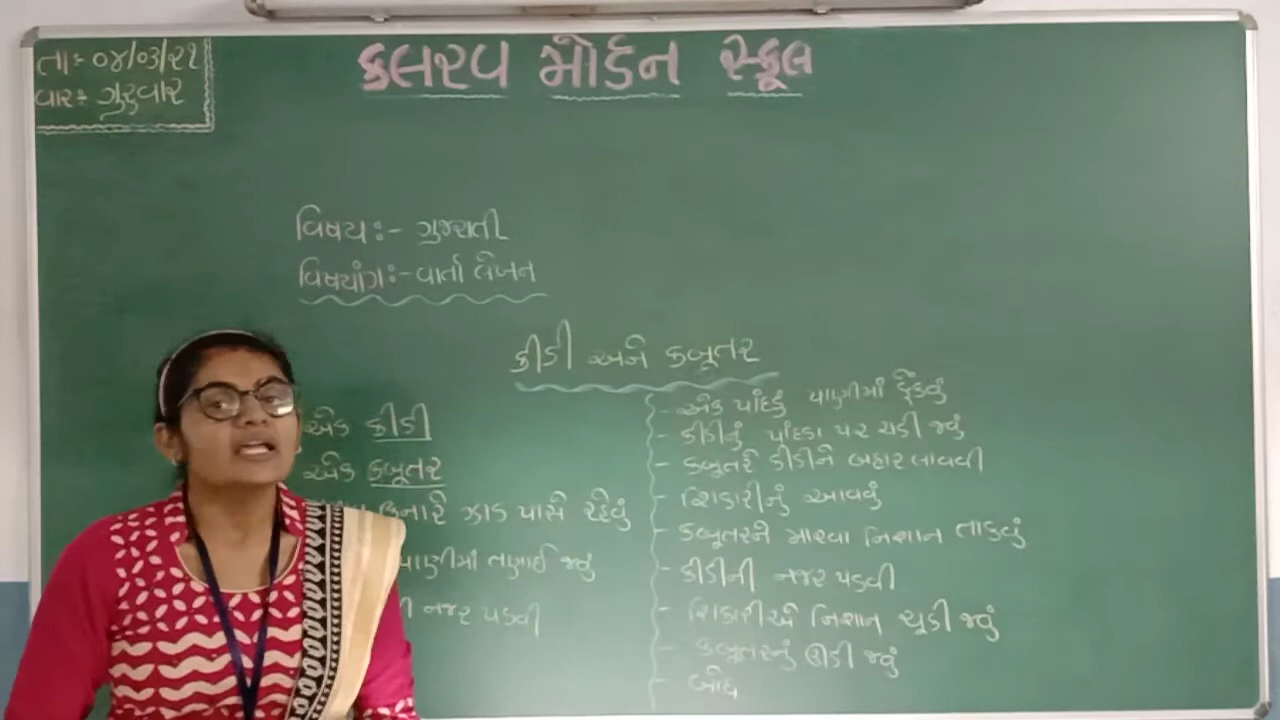 તાઃ- ૦૪/૦૩/૨૧
વારઃ- ગુરુવાર
કલરવ મોર્ડન સ્કૂલ
વિષયઃ- ગુજરાતી
વિષયાંગઃ- વાર્તા લેખન
કીડી અને કબૂતર
એક કીડી
એક કબૂતર
કિનારે ઝાડ પાસે રહેવું
પાણીમાં તણાઈ જવું
નજર પડવી
- એક પાંદડું પાણીમાં ફેંકવું
- કીડીનું પાંદડા પર ચડી જવું
- કબૂતરે કીડીને બહાર લાવવી
- શિકારીનું આવવું
- કબૂતરને મારવા નિશાન તાકવું
- કીડીની નજર પડવી
- શિકારીએ નિશાન ચૂકી જવું
- કબૂતરનું ઊડી જવું
- બોધ